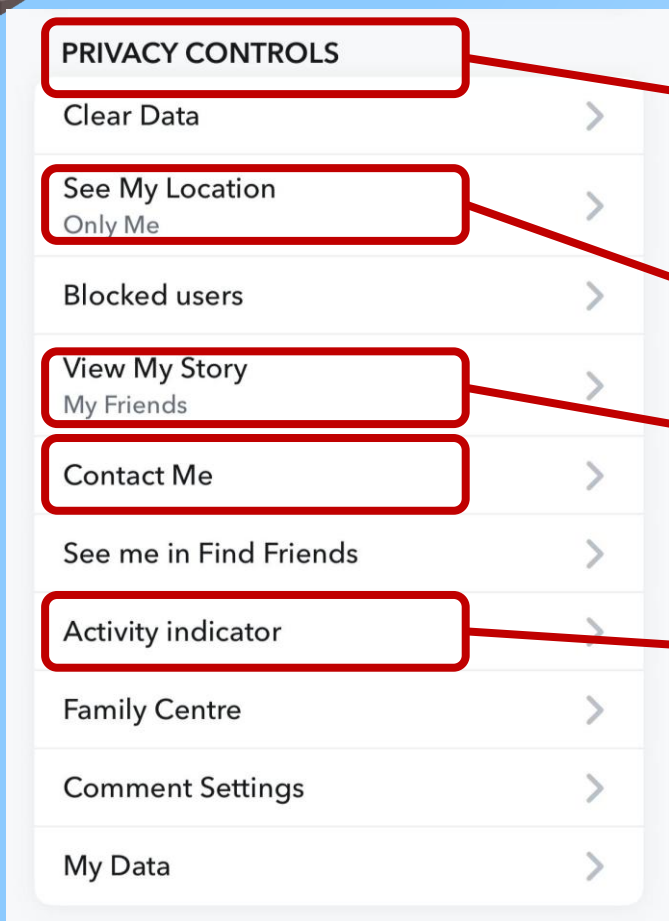 PRIVACY CONTROLS
Clear Data
See My Location
Only Me
Blocked users
View My Story
My Friends
Contact Me
See me in Find Friends
Activity indicator
Family Centre
Comment Settings
My Data